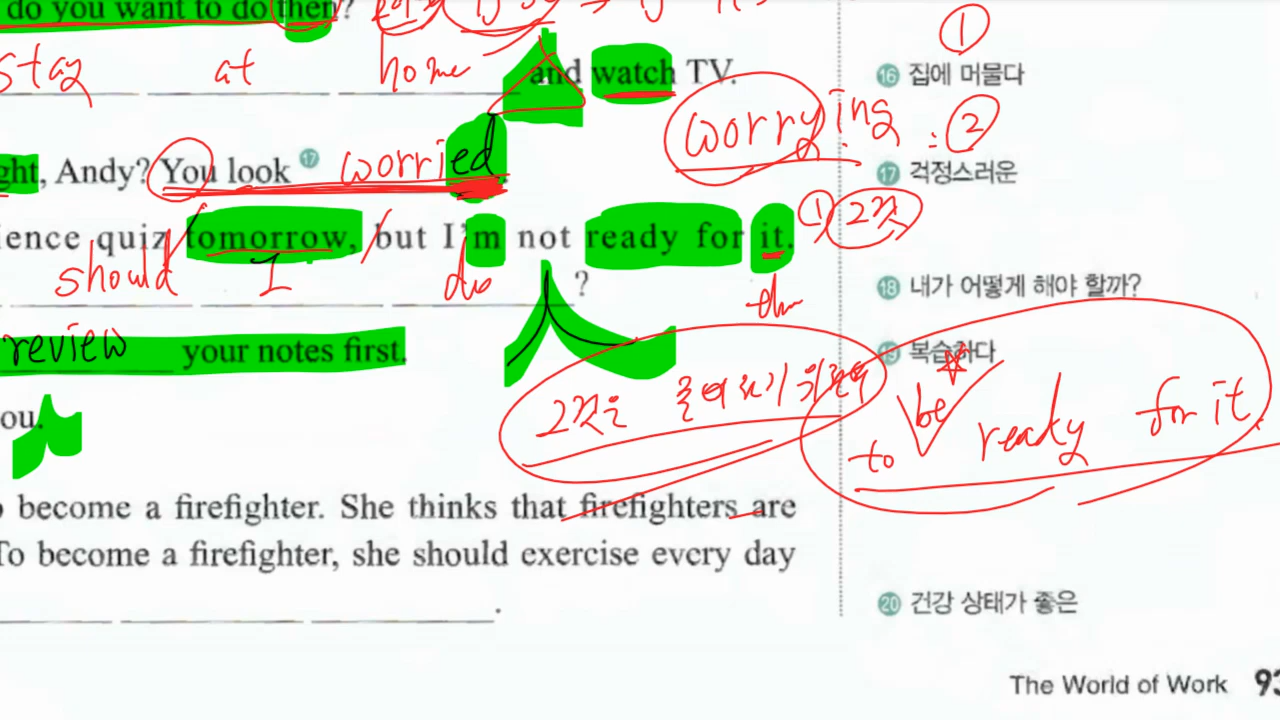 do you want to do then?
①
stay at home and watch TV.
⑯ 집에 머물다
worrying : ②
ght, Andy? You look ⑰ worried
⑰ 걱정스러운
ience quiz tomorrow, but I'm not ready for it.
① 그것
should I do ?
⑱ 내가 어떻게 해야 할까?
review your notes first.
⑲ 복습하다
to be ready for it.
ou.
become a firefighter. She thinks that firefighters are
To become a firefighter, she should exercise every day
.
⑳ 건강 상태가 좋은
The World of Work 93